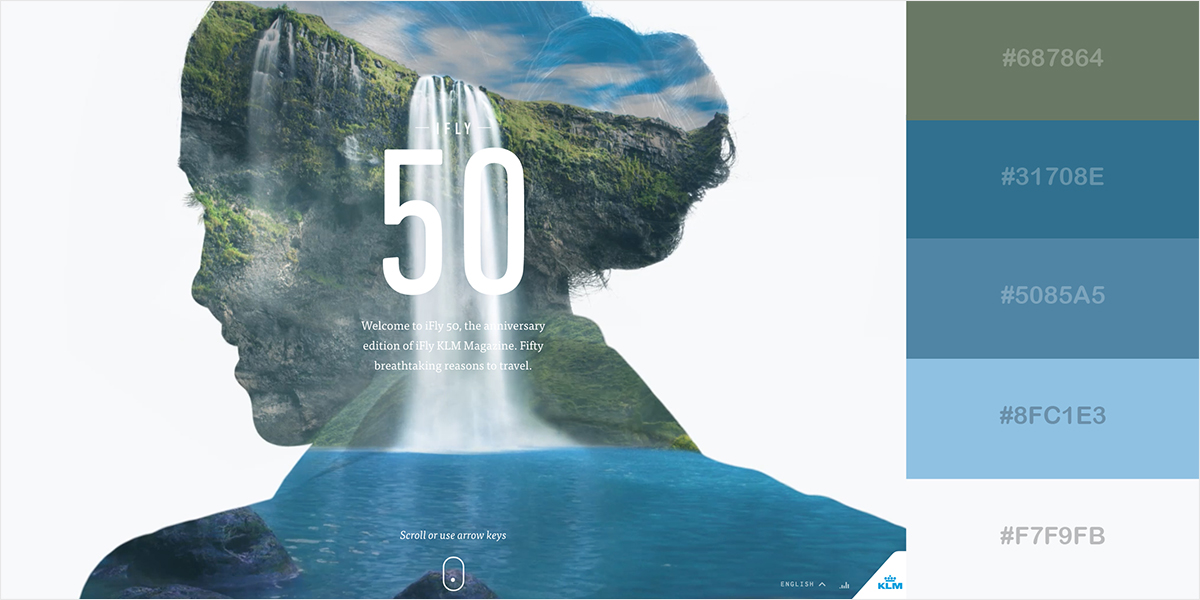 IFLY
50
Welcome to iFly 50, the anniversary
edition of iFly KLM Magazine. Fifty
breathtaking reasons to travel.
Scroll or use arrow keys
ENGLISH
KLM
#687864
#31708E
#5085A5
#8FC1E3
#F7F9FB